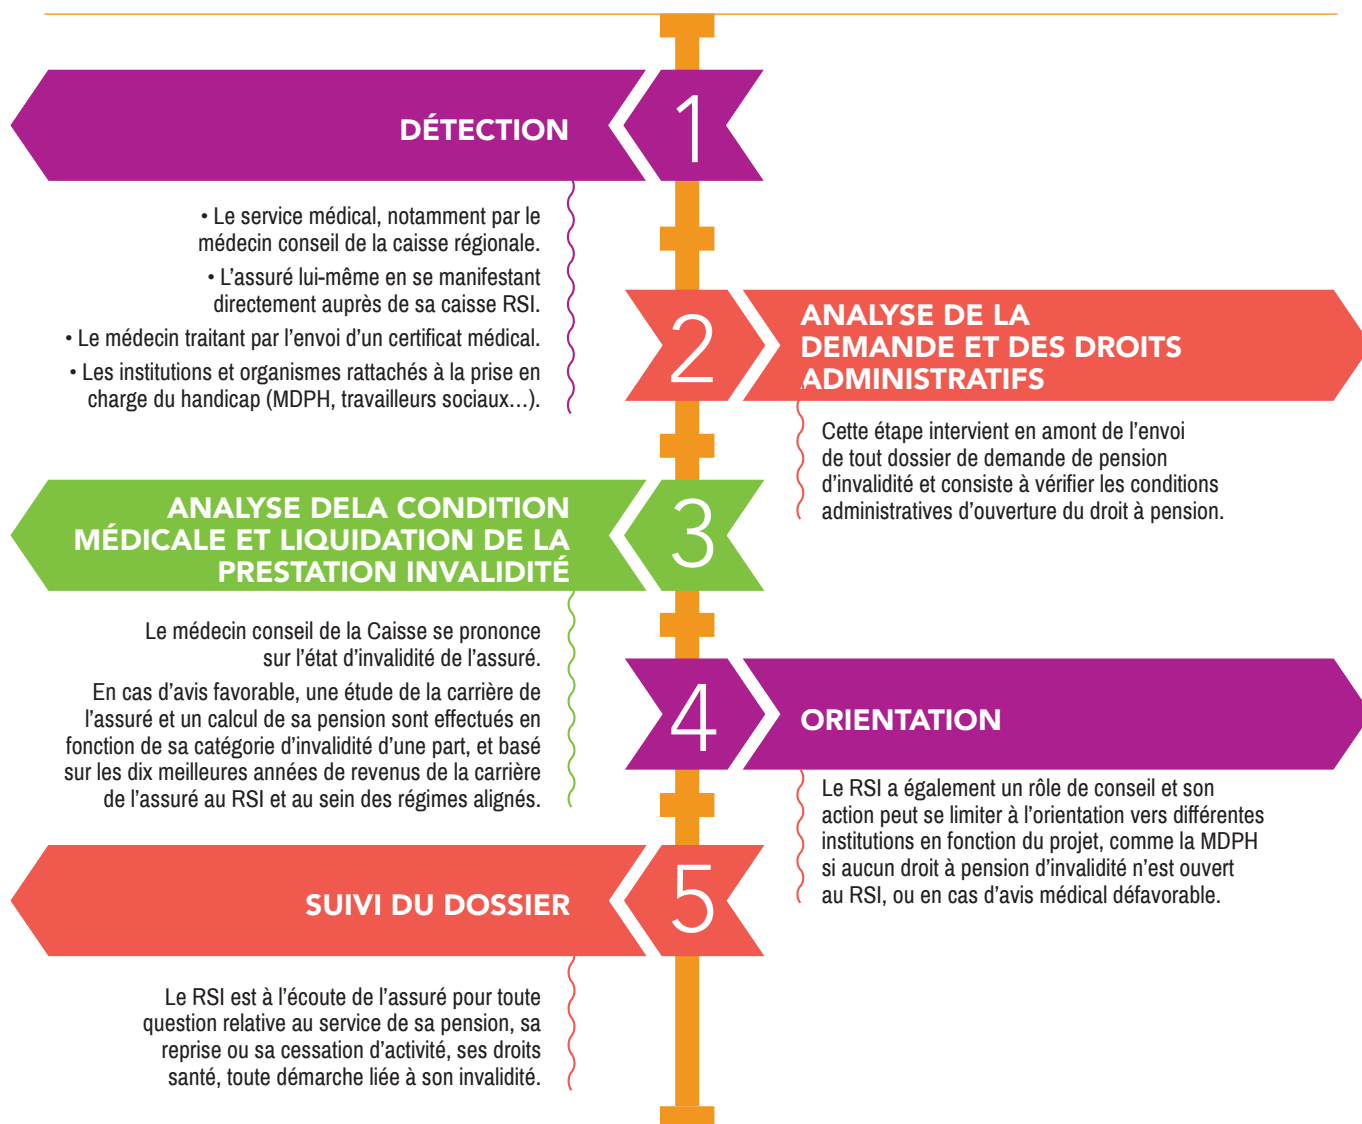 1
DÉTECTION
• Le service médical, notamment par le
médecin conseil de la caisse régionale.
• L’assuré lui-même en se manifestant
directement auprès de sa caisse RSI.
• Le médecin traitant par l’envoi d’un certificat médical.
• Les institutions et organismes rattachés à la prise en
charge du handicap (MDPH, travailleurs sociaux…).
2
ANALYSE DE LA
DEMANDE ET DES DROITS
ADMINISTRATIFS
Cette étape intervient en amont de l’envoi
de tout dossier de demande de pension
d’invalidité et consiste à vérifier les conditions
administratives d’ouverture du droit à pension.
3
ANALYSE DELA CONDITION
MÉDICALE ET LIQUIDATION DE LA
PRESTATION INVALIDITÉ
Le médecin conseil de la Caisse se prononce
sur l’état d’invalidité de l’assuré.
En cas d’avis favorable, une étude de la carrière de
l’assuré et un calcul de sa pension sont effectués en
fonction de sa catégorie d’invalidité d’une part, et basé
sur les dix meilleures années de revenus de la carrière
de l’assuré au RSI et au sein des régimes alignés.
4
ORIENTATION
Le RSI a également un rôle de conseil et son
action peut se limiter à l’orientation vers différentes
institutions en fonction du projet, comme la MDPH
si aucun droit à pension d’invalidité n’est ouvert
au RSI, ou en cas d’avis médical défavorable.
5
SUIVI DU DOSSIER
Le RSI est à l’écoute de l’assuré pour toute
question relative au service de sa pension, sa
reprise ou sa cessation d’activité, ses droits
santé, toute démarche liée à son invalidité.